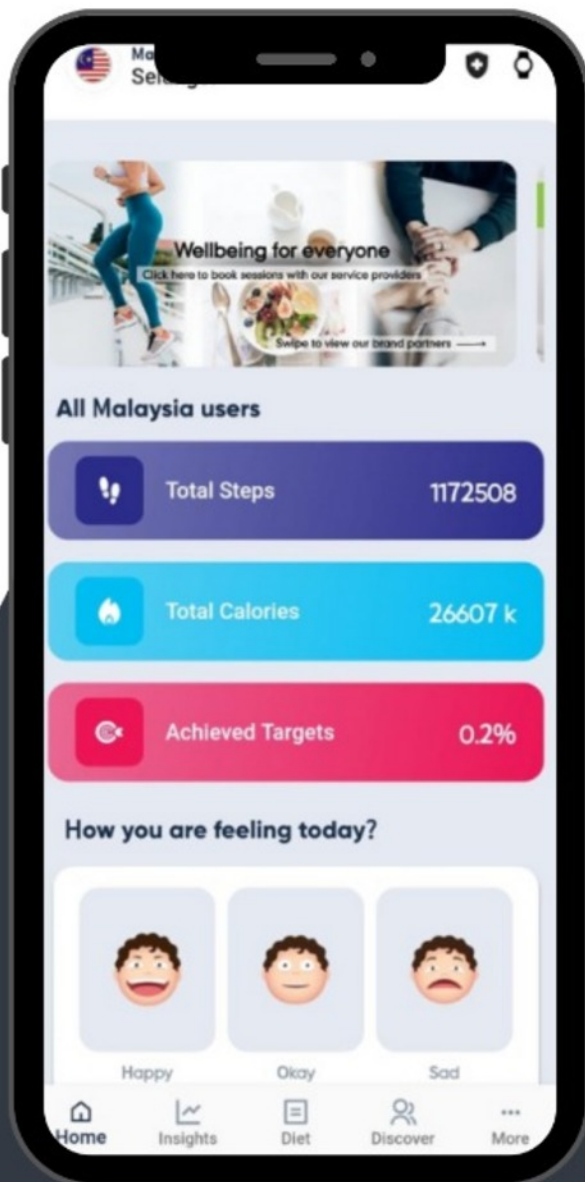 Wellbeing for everyone
Click here to book sessions with our service providers
Swipe to view our brand partners
All Malaysia users
Total Steps
1172508
Total Calories
26607 k
Achieved Targets
0.2%
How you are feeling today?
Happy
Okay
Sad
Home
Insights
Diet
Discover
More